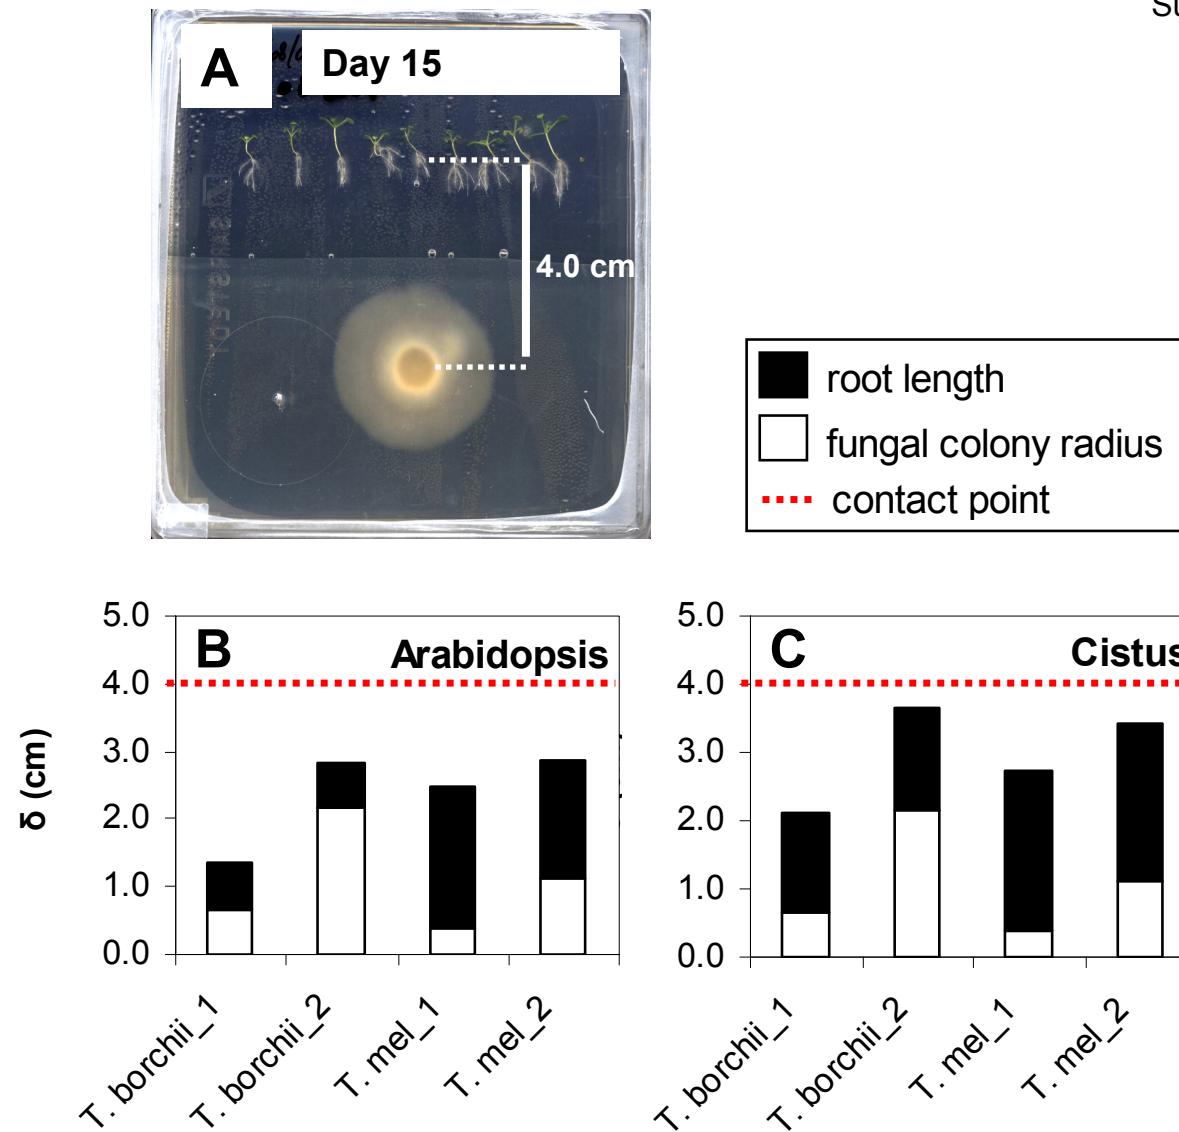 Su
A
Day 15
4.0 cm
root length
fungal colony radius
contact point
5.0
4.0
3.0
2.0
1.0
0.0
δ (cm)
B
Arabidopsis
T. borchii_1
T. borchii_2
T. mel_1
T. mel_2
5.0
4.0
3.0
2.0
1.0
0.0
C
Cistus
T. borchii_1
T. borchii_2
T. mel_1
T. mel_2